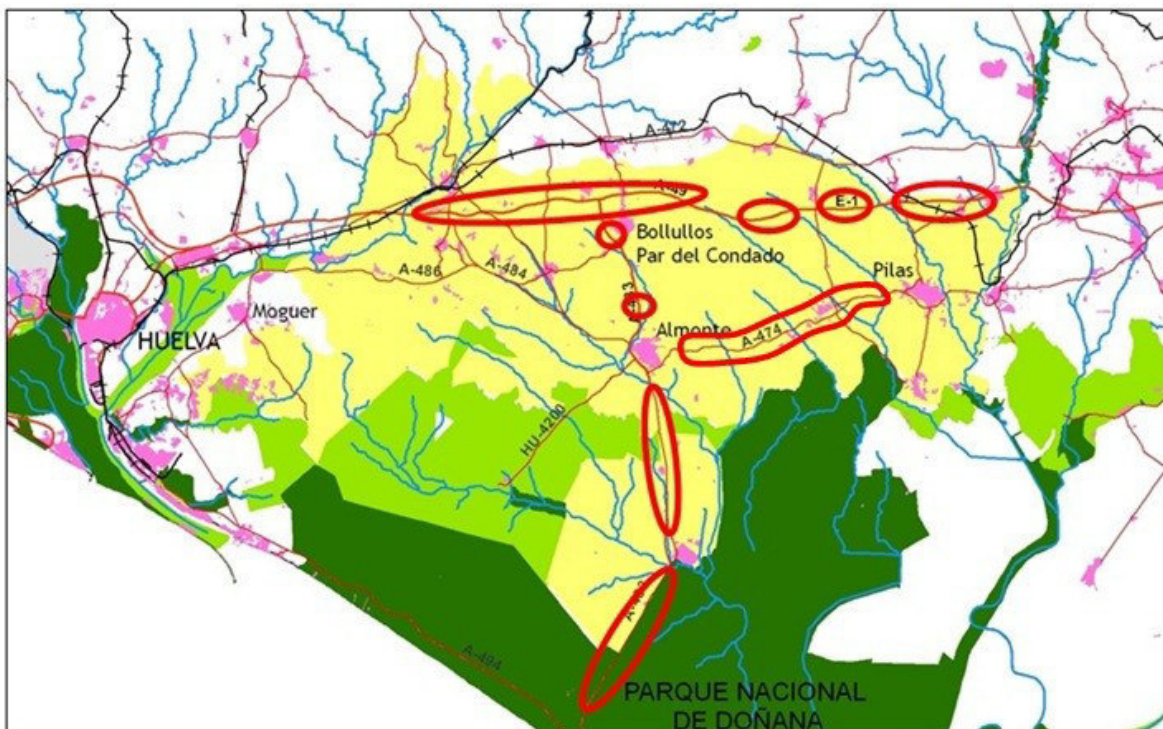 A-472
A-49
E-1
Bollullos
Par del Condado
A-486
A-484
Pilas
Moguer
HUELVA
Almonte
A-474
HU-4200
A-494
PARQUE NACIONAL
DE DOÑANA